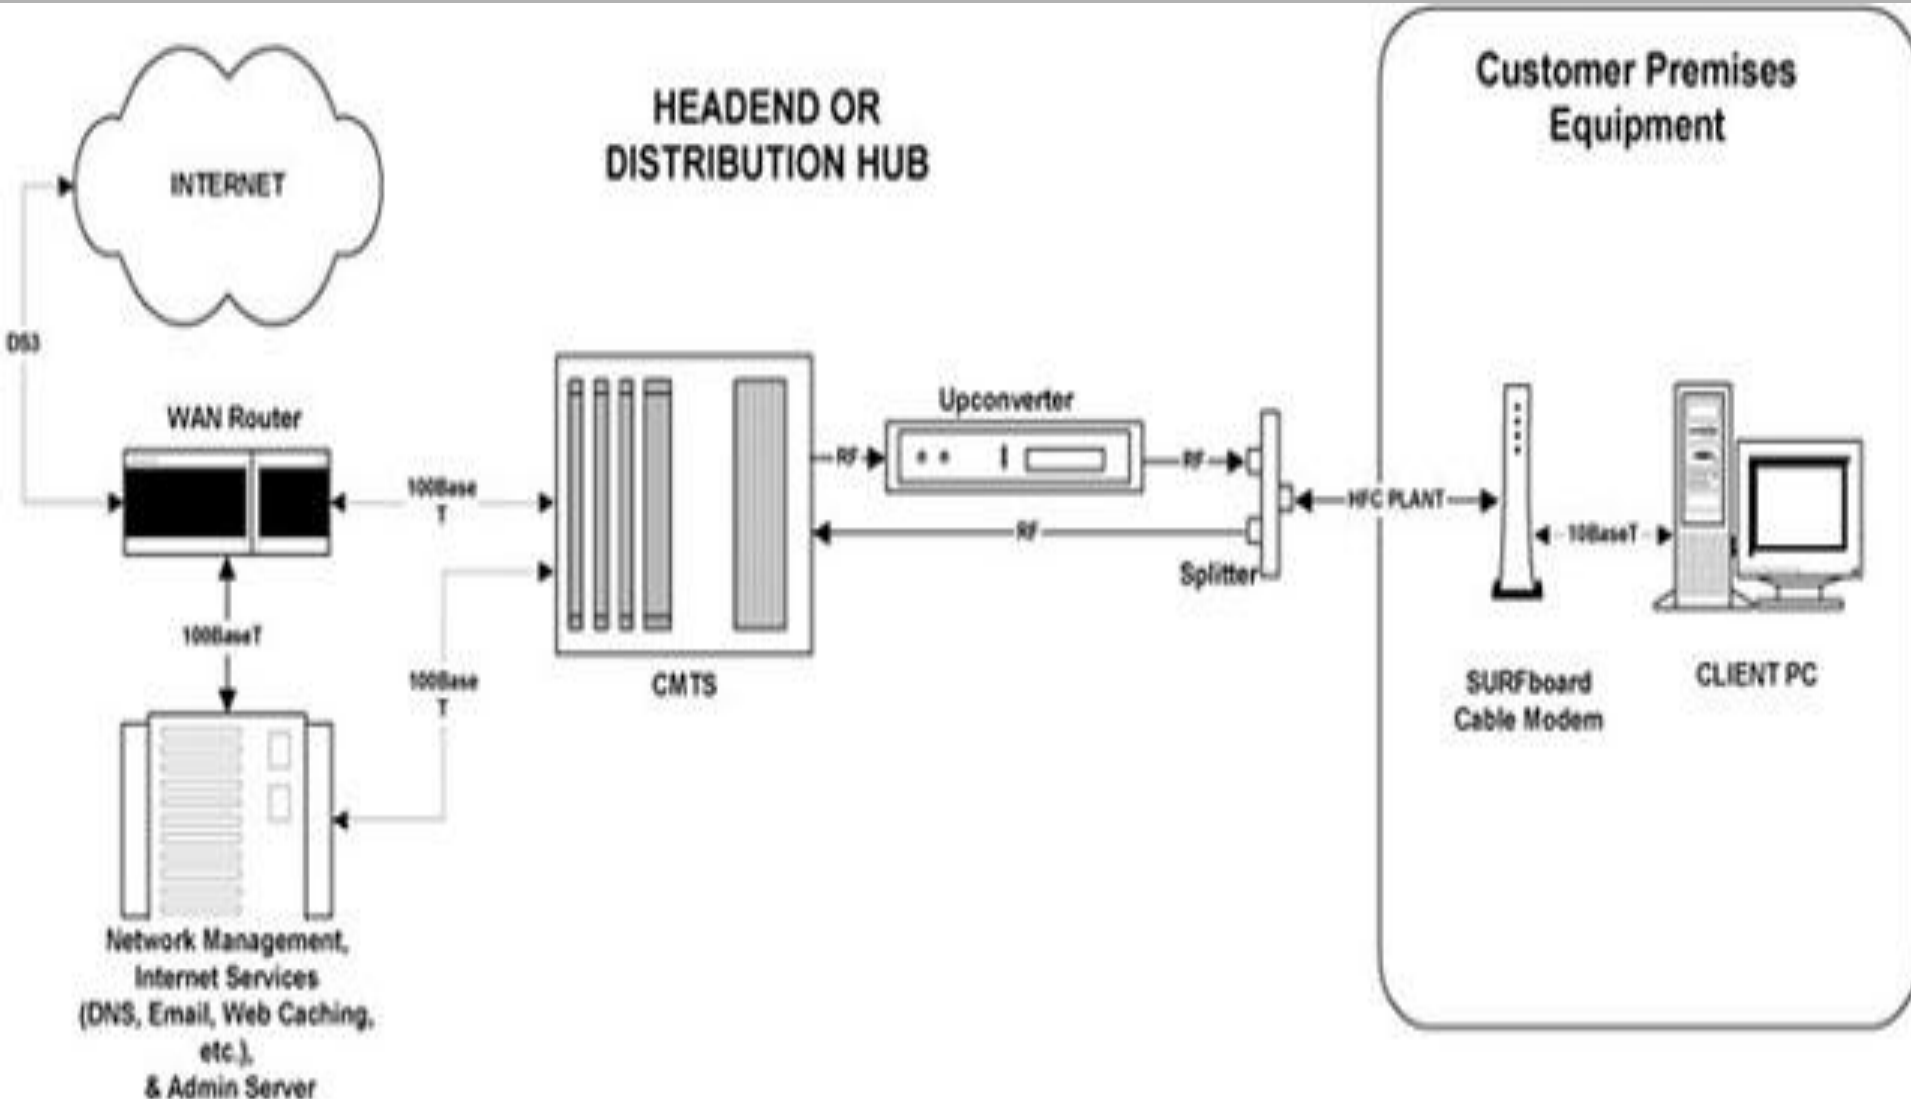 HEADEND OR
DISTRIBUTION HUB
Customer Premises
Equipment
INTERNET
DS3
WAN Router
100Base
T
100BaseT
100Base
T
CMTS
RF
Upconverter
RF
RF
Splitter
HFC PLANT
10BaseT
SURFboard
Cable Modem
CLIENT PC
Network Management,
Internet Services
(DNS, Email, Web Caching,
etc.),
& Admin Server